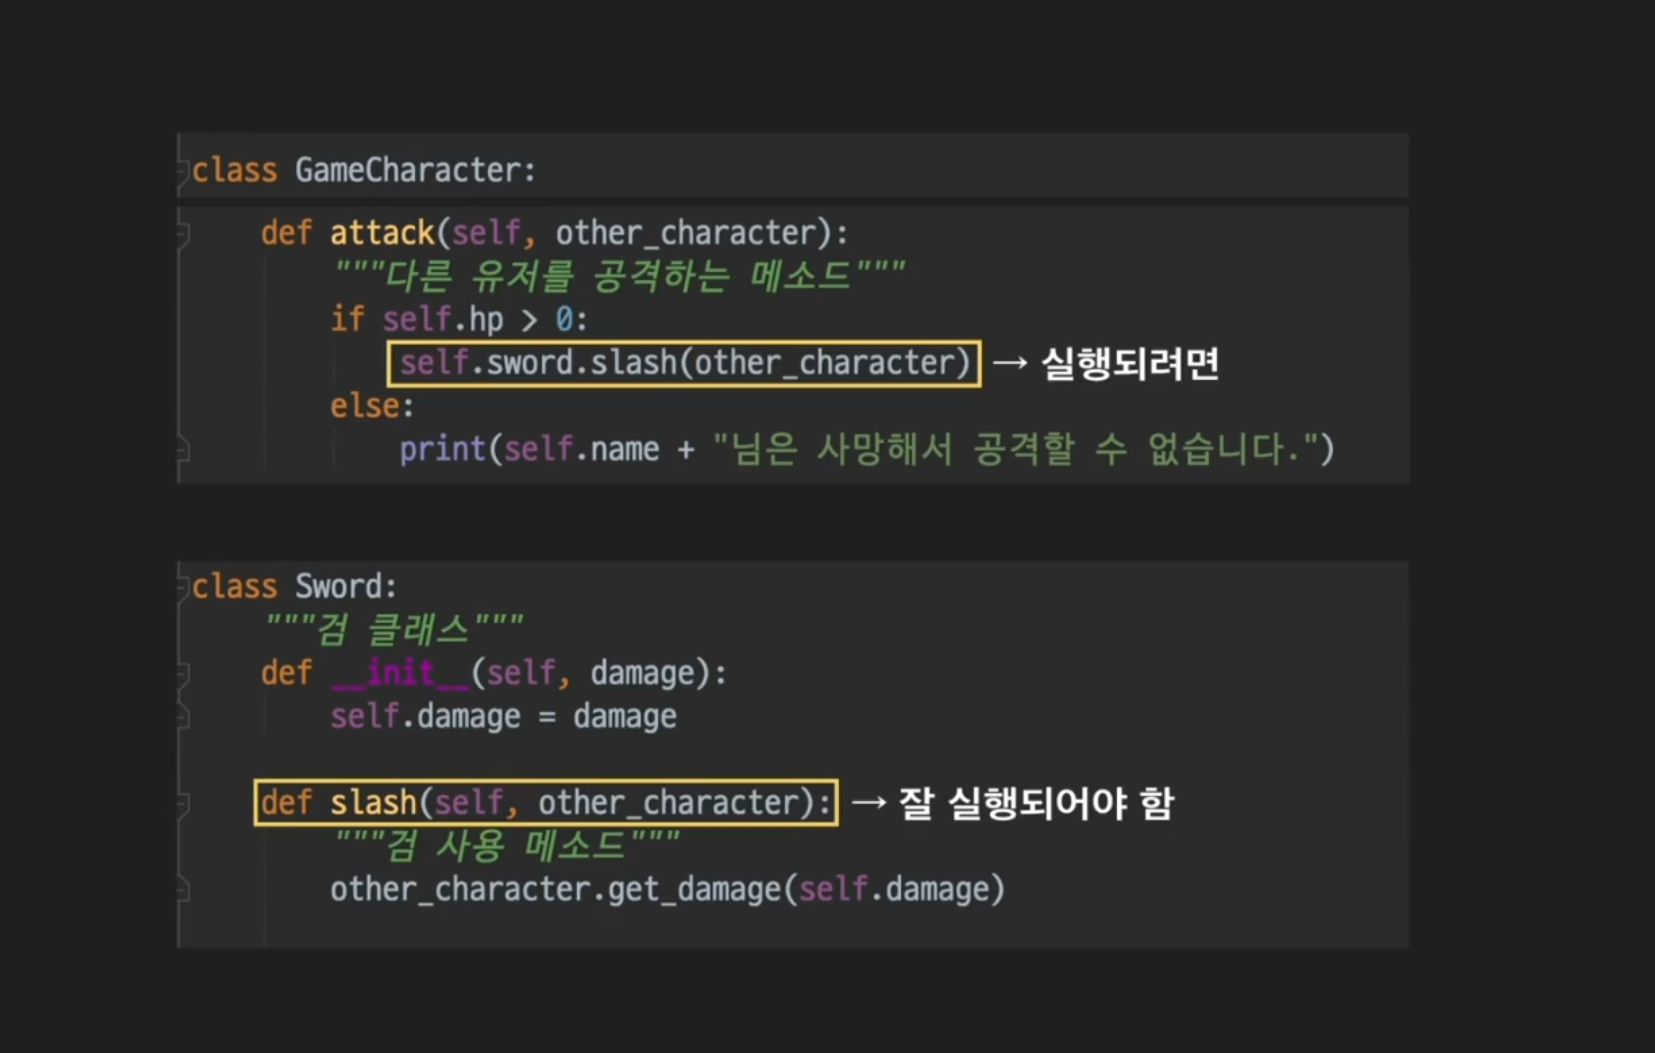 class GameCharacter:
def attack(self, other_character):
"""다른 유저를 공격하는 메소드"""
if self.hp > 0:
self.sword.slash(other_character) → 실행되려면
else:
print(self.name + "님은 사망해서 공격할 수 없습니다.")
class Sword:
"""검 클래스"""
def __init__(self, damage):
self.damage = damage
def slash(self, other_character): → 잘 실행되어야 함
"""검 사용 메소드"""
other_character.get_damage(self.damage)